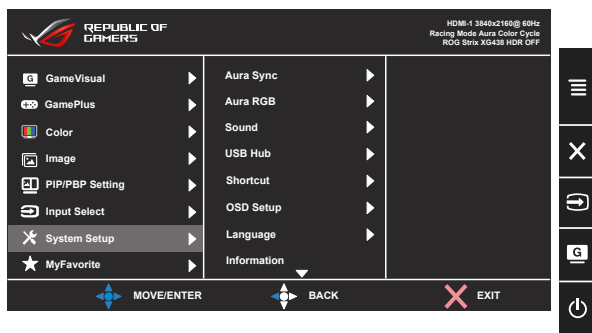 REPUBLIC OF
GAMERS
HDMI-1 3840x2160@ 60Hz
Racing Mode Aura Color Cycle
ROG Strix XG438 HDR OFF
G GameVisual
GamePlus
Color
Image
PIP/PBP Setting
Input Select
System Setup
MyFavorite
Aura Sync
Aura RGB
Sound
USB Hub
Shortcut
OSD Setup
Language
Information
MOVE/ENTER
BACK
EXIT
G